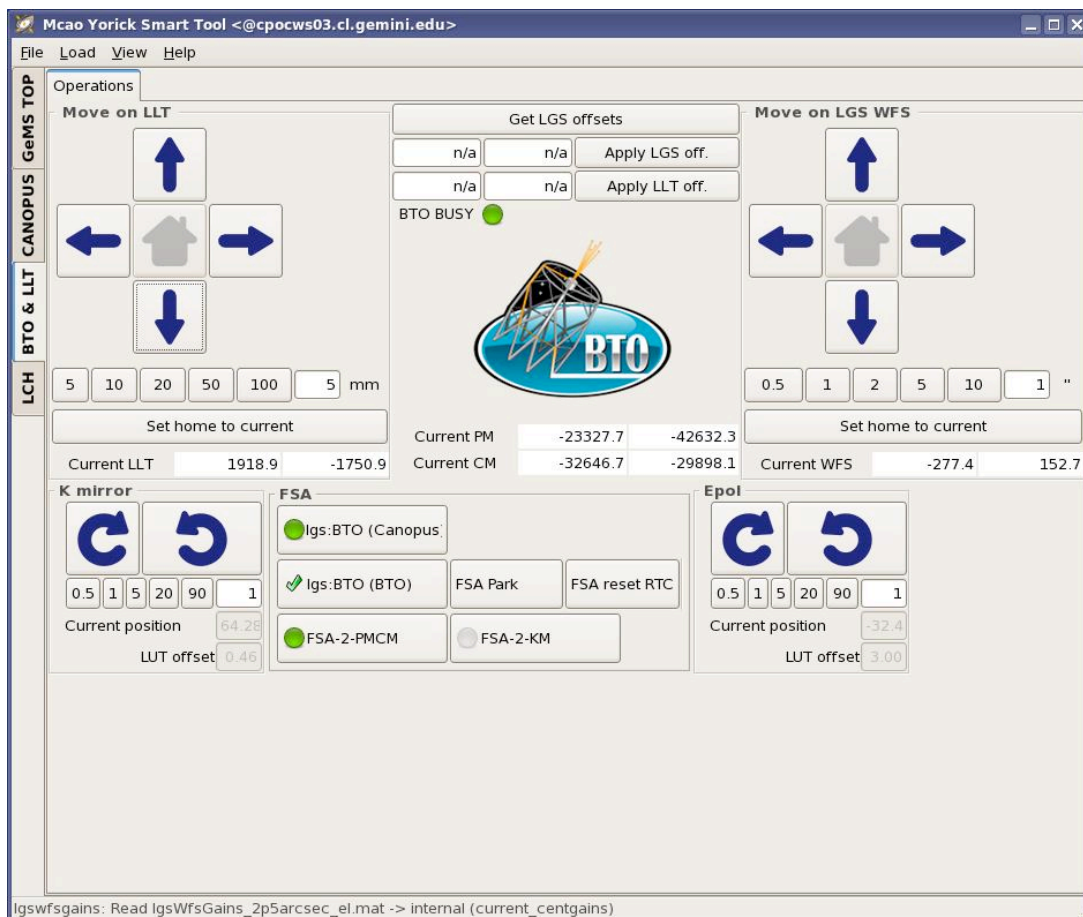 Mcao Yorick Smart Tool <@cpocws03.cl.gemini.edu>
File Load View Help
GeMS TOP
CANOPUS
BTO & LLT
LCH
Operations
Move on LLT
5 10 20 50 100 5 mm
Set home to current
Current LLT 1918.9 -1750.9
Get LGS offsets
n/a n/a Apply LGS off.
n/a n/a Apply LLT off.
BTO BUSY
BTO
Current PM -23327.7 -42632.3
Current CM -32646.7 -29898.1
Move on LGS WFS
0.5 1 2 5 10 1 "
Set home to current
Current WFS -277.4 152.7
K mirror
0.5 1 5 20 90 1
Current position 64.28
LUT offset 0.46
FSA
lgs:BTO (Canopus)
lgs:BTO (BTO) FSA Park FSA reset RTC
FSA-2-PMCM FSA-2-KM
Epol
0.5 1 5 20 90 1
Current position -32.4
LUT offset 3.00
lgswfsgains: Read lgsWfsGains_2p5arcsec_el.mat -> internal (current_centgains)